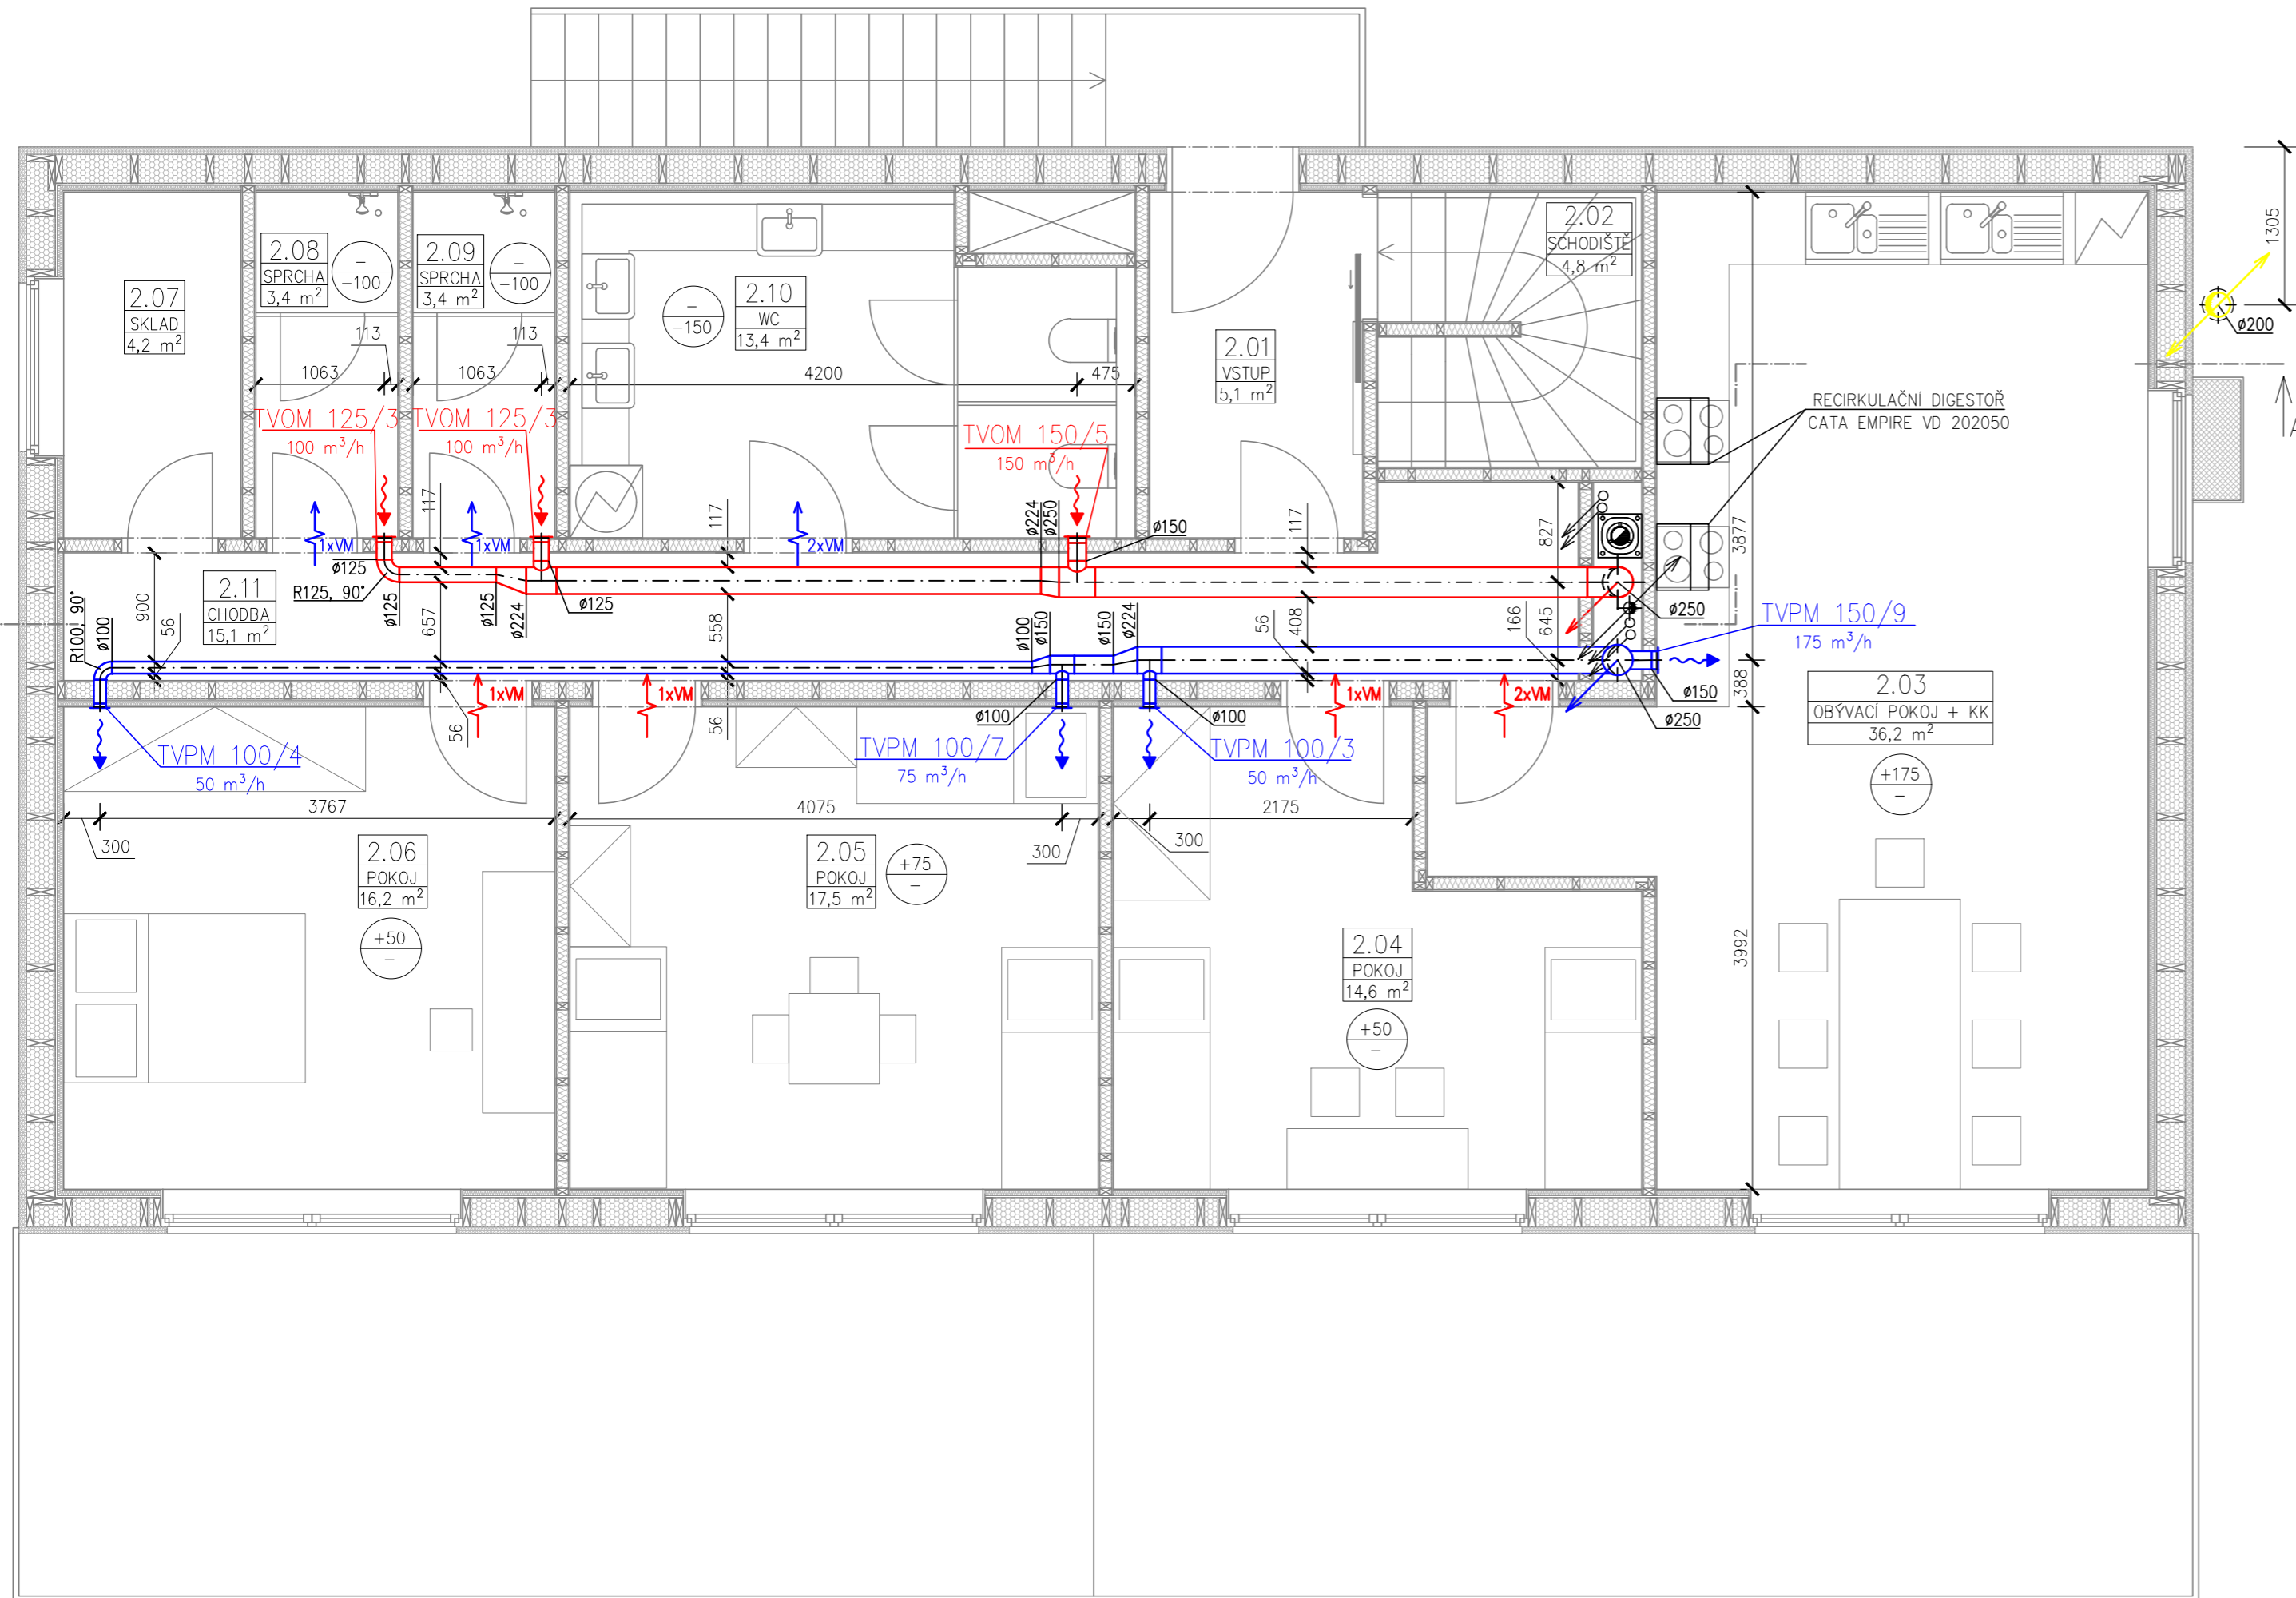 2.02
SCHODIŠTĚ
4,8 m²
1305
2.08
SPRCHA
3,4 m²
–
-100
2.09
SPRCHA
3,4 m²
–
-100
2.07
SKLAD
4,2 m²
2.10
WC
13,4 m²
–
-150
2.01
VSTUP
5,1 m²
ø200
113
113
1063
1063
4200
475
RECIRKULAČNÍ DIGESTOŘ
CATA EMPIRE VD 202050
TVOM 125/3
100 m³/h
TVOM 125/3
100 m³/h
TVOM 150/5
150 m³/h
117
117
ø224
ø250
ø150
117
827
3877
1xVM
1xVM
2xVM
ø125
R125, 90°
2.11
CHODBA
15,1 m²
900
56
R100, 90°
ø100
ø125
657
ø125
ø224
ø125
558
ø100
ø150
ø150
ø224
56
408
166
645
ø250
TVPM 150/9
175 m³/h
388
ø150
ø250
1xVM
1xVM
1xVM
2xVM
56
56
ø100
ø100
TVPM 100/4
50 m³/h
TVPM 100/7
75 m³/h
TVPM 100/3
50 m³/h
2.03
OBÝVACÍ POKOJ + KK
36,2 m²
+175
–
3767
4075
2175
300
300
300
2.06
POKOJ
16,2 m²
+50
–
2.05
POKOJ
17,5 m²
+75
–
2.04
POKOJ
14,6 m²
+50
–
3992